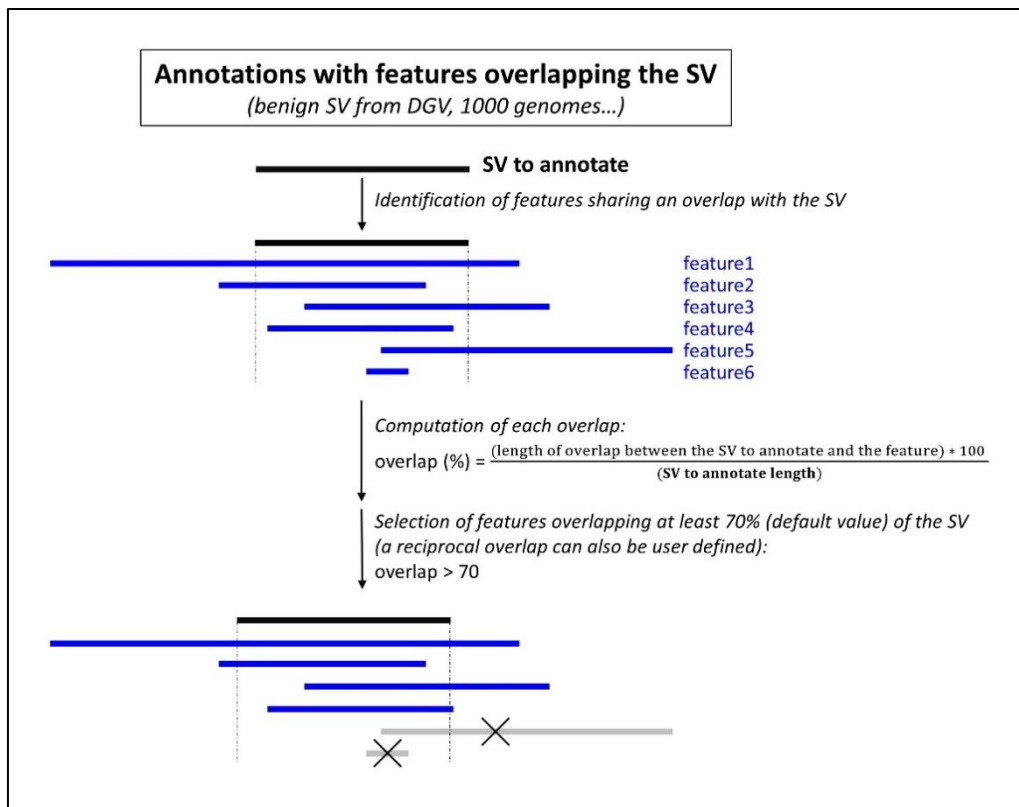 Annotations with features overlapping the SV
(benign SV from DGV, 1000 genomes...)
SV to annotate
Identification of features sharing an overlap with the SV
feature1
feature2
feature3
feature4
feature5
feature6
Computation of each overlap:
overlap (%) = (length of overlap between the SV to annotate and the feature) * 100
(SV to annotate length)
Selection of features overlapping at least 70% (default value) of the SV
(a reciprocal overlap can also be user defined):
overlap > 70